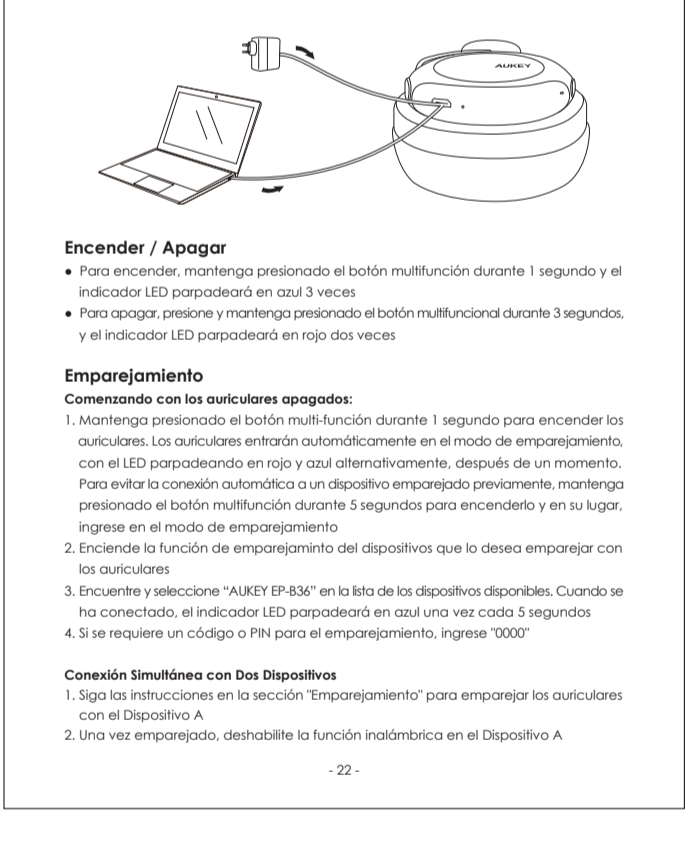 AUKEY
Encender / Apagar
● Para encender, mantenga presionado el botón multifunción durante 1 segundo y el
indicador LED parpadeará en azul 3 veces
● Para apagar, presione y mantenga presionado el botón multifuncional durante 3 segundos,
y el indicador LED parpadeará en rojo dos veces
Emparejamiento
Comenzando con los auriculares apagados:
1. Mantenga presionado el botón multi-función durante 1 segundo para encender los
auriculares. Los auriculares entrarán automáticamente en el modo de emparejamiento,
con el LED parpadeando en rojo y azul alternativamente, después de un momento.
Para evitar la conexión automática a un dispositivo emparejado previamente, mantenga
presionado el botón multifunción durante 5 segundos para encenderlo y en su lugar,
ingrese en el modo de emparejamiento
2. Enciende la función de emparejaminto del dispositivos que lo desea emparejar con
los auriculares
3. Encuentre y seleccione “AUKEY EP-B36” en la lista de los dispositivos disponibles. Cuando se
ha conectado, el indicador LED parpadeará en azul una vez cada 5 segundos
4. Si se requiere un código o PIN para el emparejamiento, ingrese "0000"
Conexión Simultánea con Dos Dispositivos
1. Siga las instrucciones en la sección "Emparejamiento" para emparejar los auriculares
con el Dispositivo A
2. Una vez emparejado, deshabilite la función inalámbrica en el Dispositivo A
- 22 -